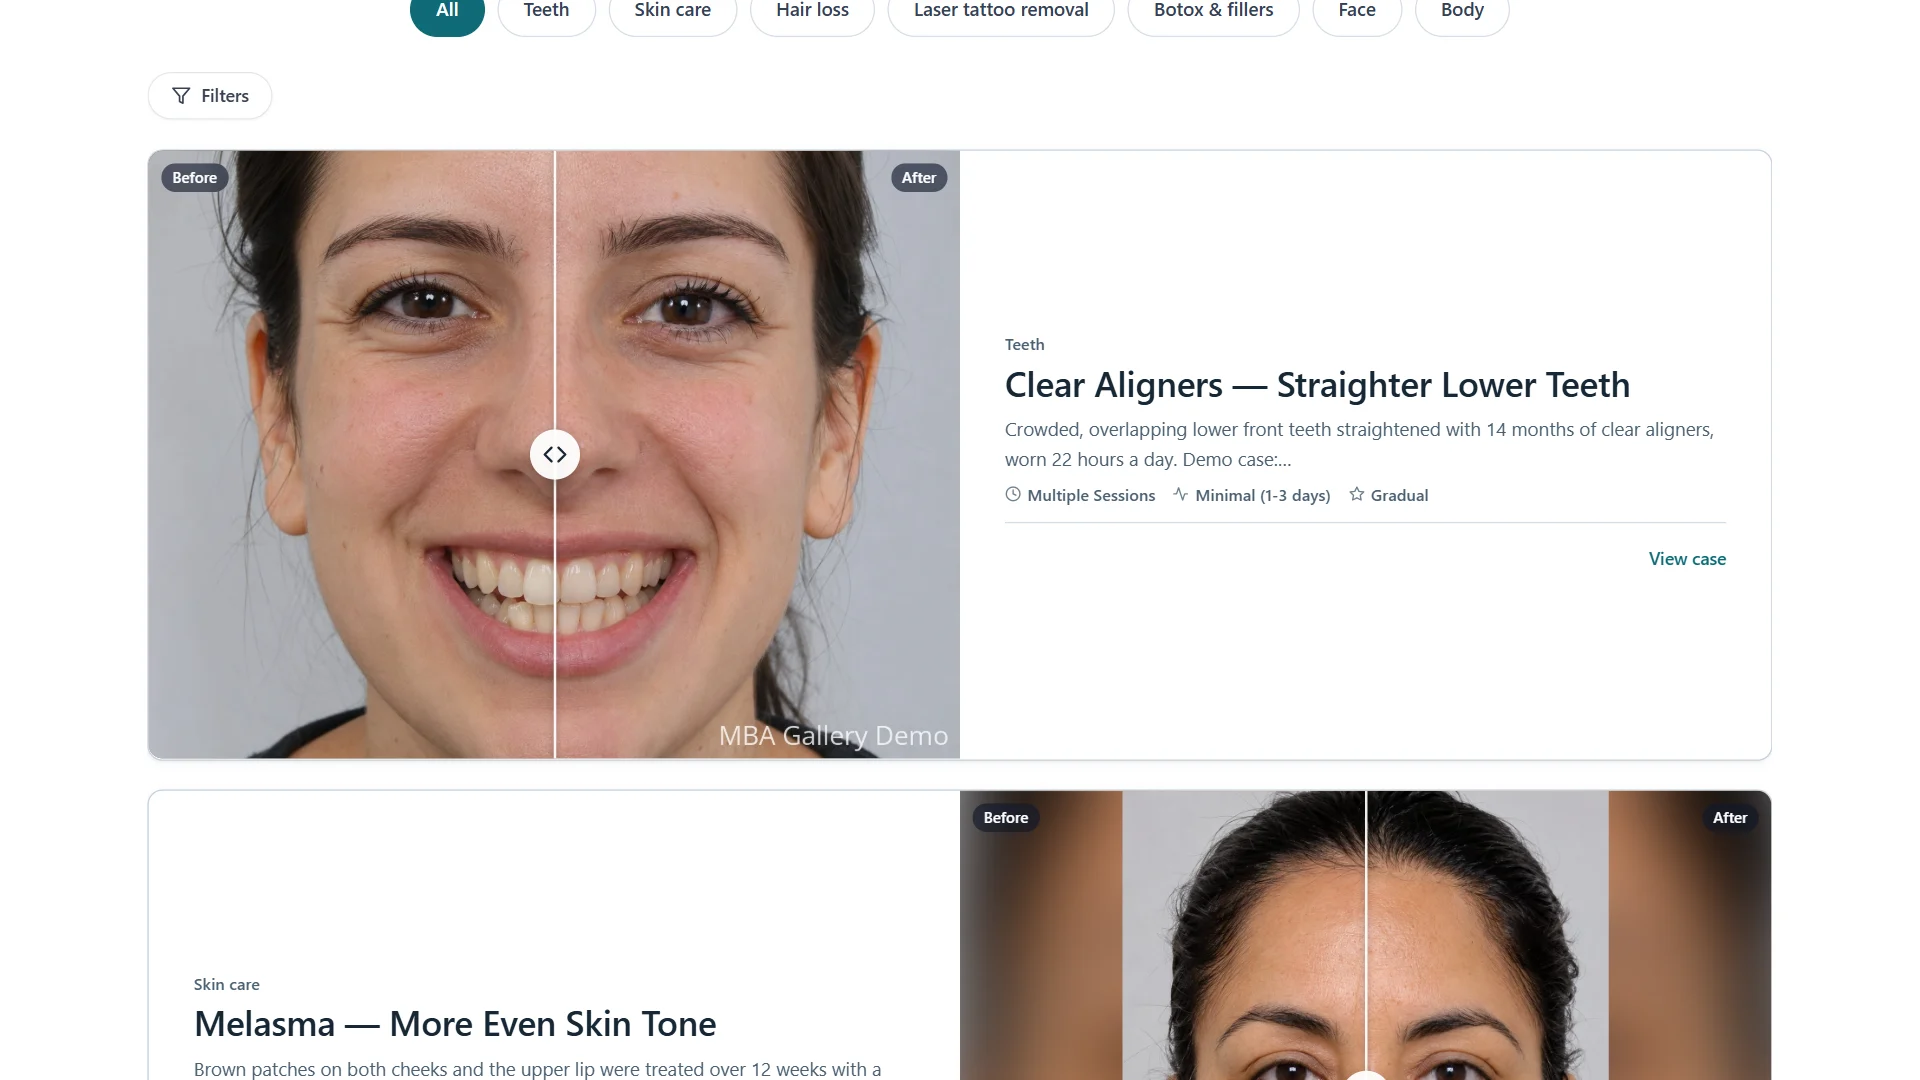 All
Teeth
Skin care
Hair loss
Laser tattoo removal
Botox & fillers
Face
Body
Filters
Before
After
MBA Gallery Demo
Teeth
Clear Aligners — Straighter Lower Teeth
Crowded, overlapping lower front teeth straightened with 14 months of clear aligners,
worn 22 hours a day. Demo case:...
Multiple Sessions
Minimal (1-3 days)
Gradual
View case
Skin care
Melasma — More Even Skin Tone
Brown patches on both cheeks and the upper lip were treated over 12 weeks with a
Before
After